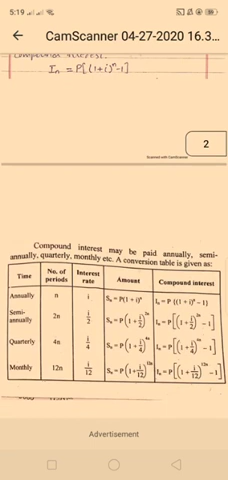 5:19
CamScanner 04-27-2020 16.3...
Iₙ = P[(1+i)ⁿ-1]
2
Scanned with CamScanner
Compound interest may be paid annually, semi-
annually, quarterly, monthly etc. A conversion table is given as:
Time | No. of periods | Interest rate | Amount | Compound interest
Annually | n | i | Sₙ = P(1 + i)ⁿ | Iₙ = P {(1 + i)ⁿ – 1}
Semi-annually | 2n | i/2 | Sₙ = P(1 + i/2)²ⁿ | Iₙ = P[(1 + i/2)²ⁿ – 1]
Quarterly | 4n | i/4 | Sₙ = P(1 + i/4)⁴ⁿ | Iₙ = P[(1 + i/4)⁴ⁿ – 1]
Monthly | 12n | i/12 | Sₙ = P(1 + i/12)¹²ⁿ | Iₙ = P[(1 + i/12)¹²ⁿ – 1]
Advertisement